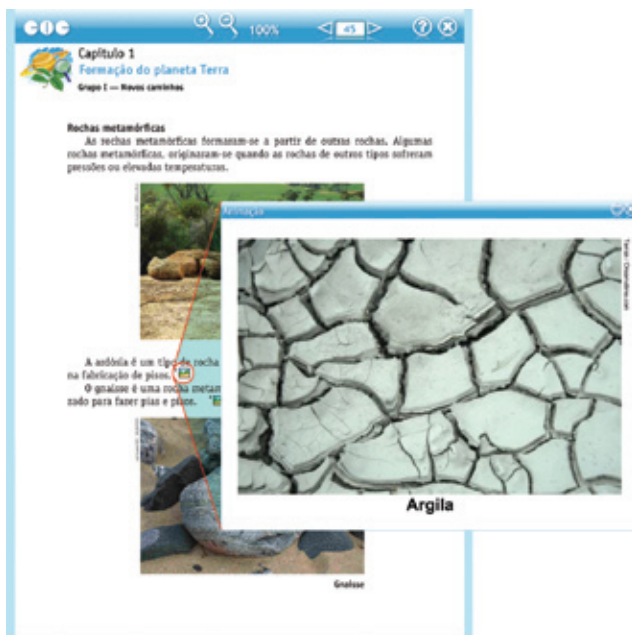 COC
100%
45
Capítulo 1
Formação do planeta Terra
Grupo I — Novos caminhos
Rochas metamórficas
As rochas metamórficas formaram-se a partir de outras rochas. Algumas
rochas metamórficas, originaram-se quando as rochas de outros tipos sofreram
pressões ou elevadas temperaturas.
Animação
A ardósia é um tipo de rocha
na fabricação de pisos.
O gnaisse é uma rocha metam
zado para fazer pias e pisos.
Argila
Gnaisse